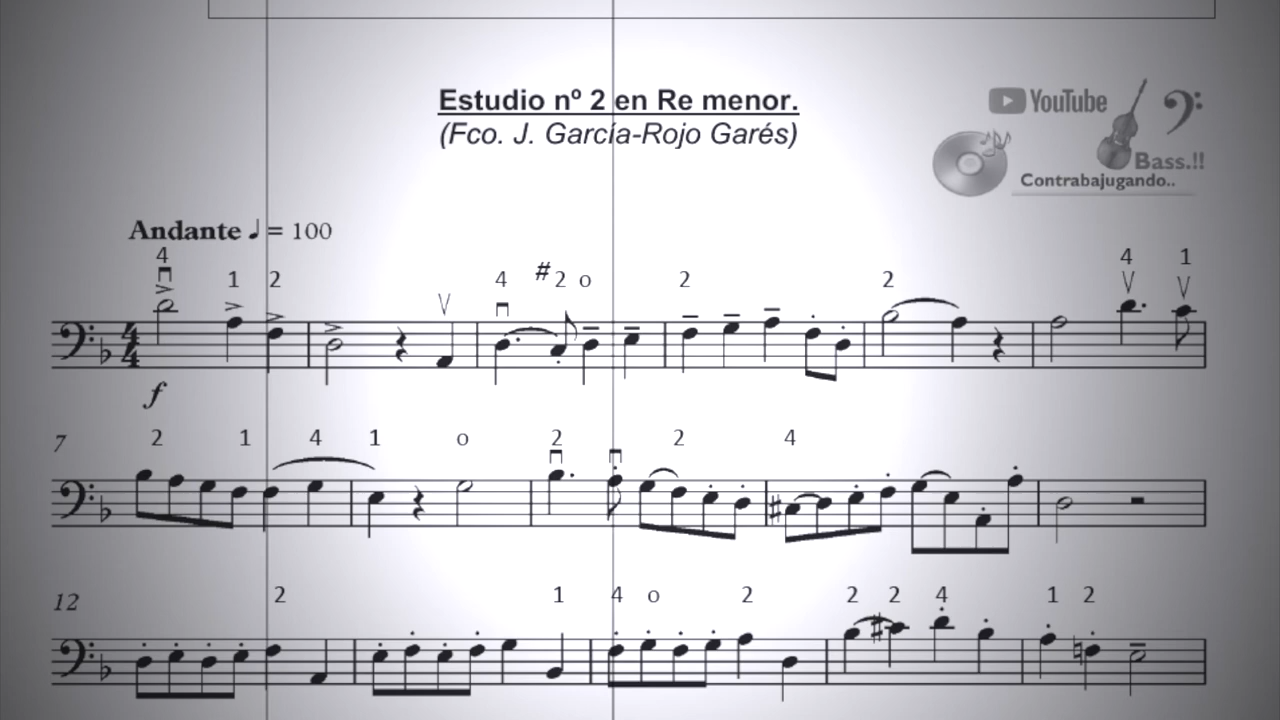 Estudio nº 2 en Re menor.
(Fco. J. García-Rojo Garés)
YouTube
Bass.!!
Contrabajugando..
Andante ♩ = 100
4 1 2 4 # 2 o 2 2 4 1
4
4
f
7
2 1 4 1 o 2 2 4
12
2 1 4 o 2 2 2 4 1 2